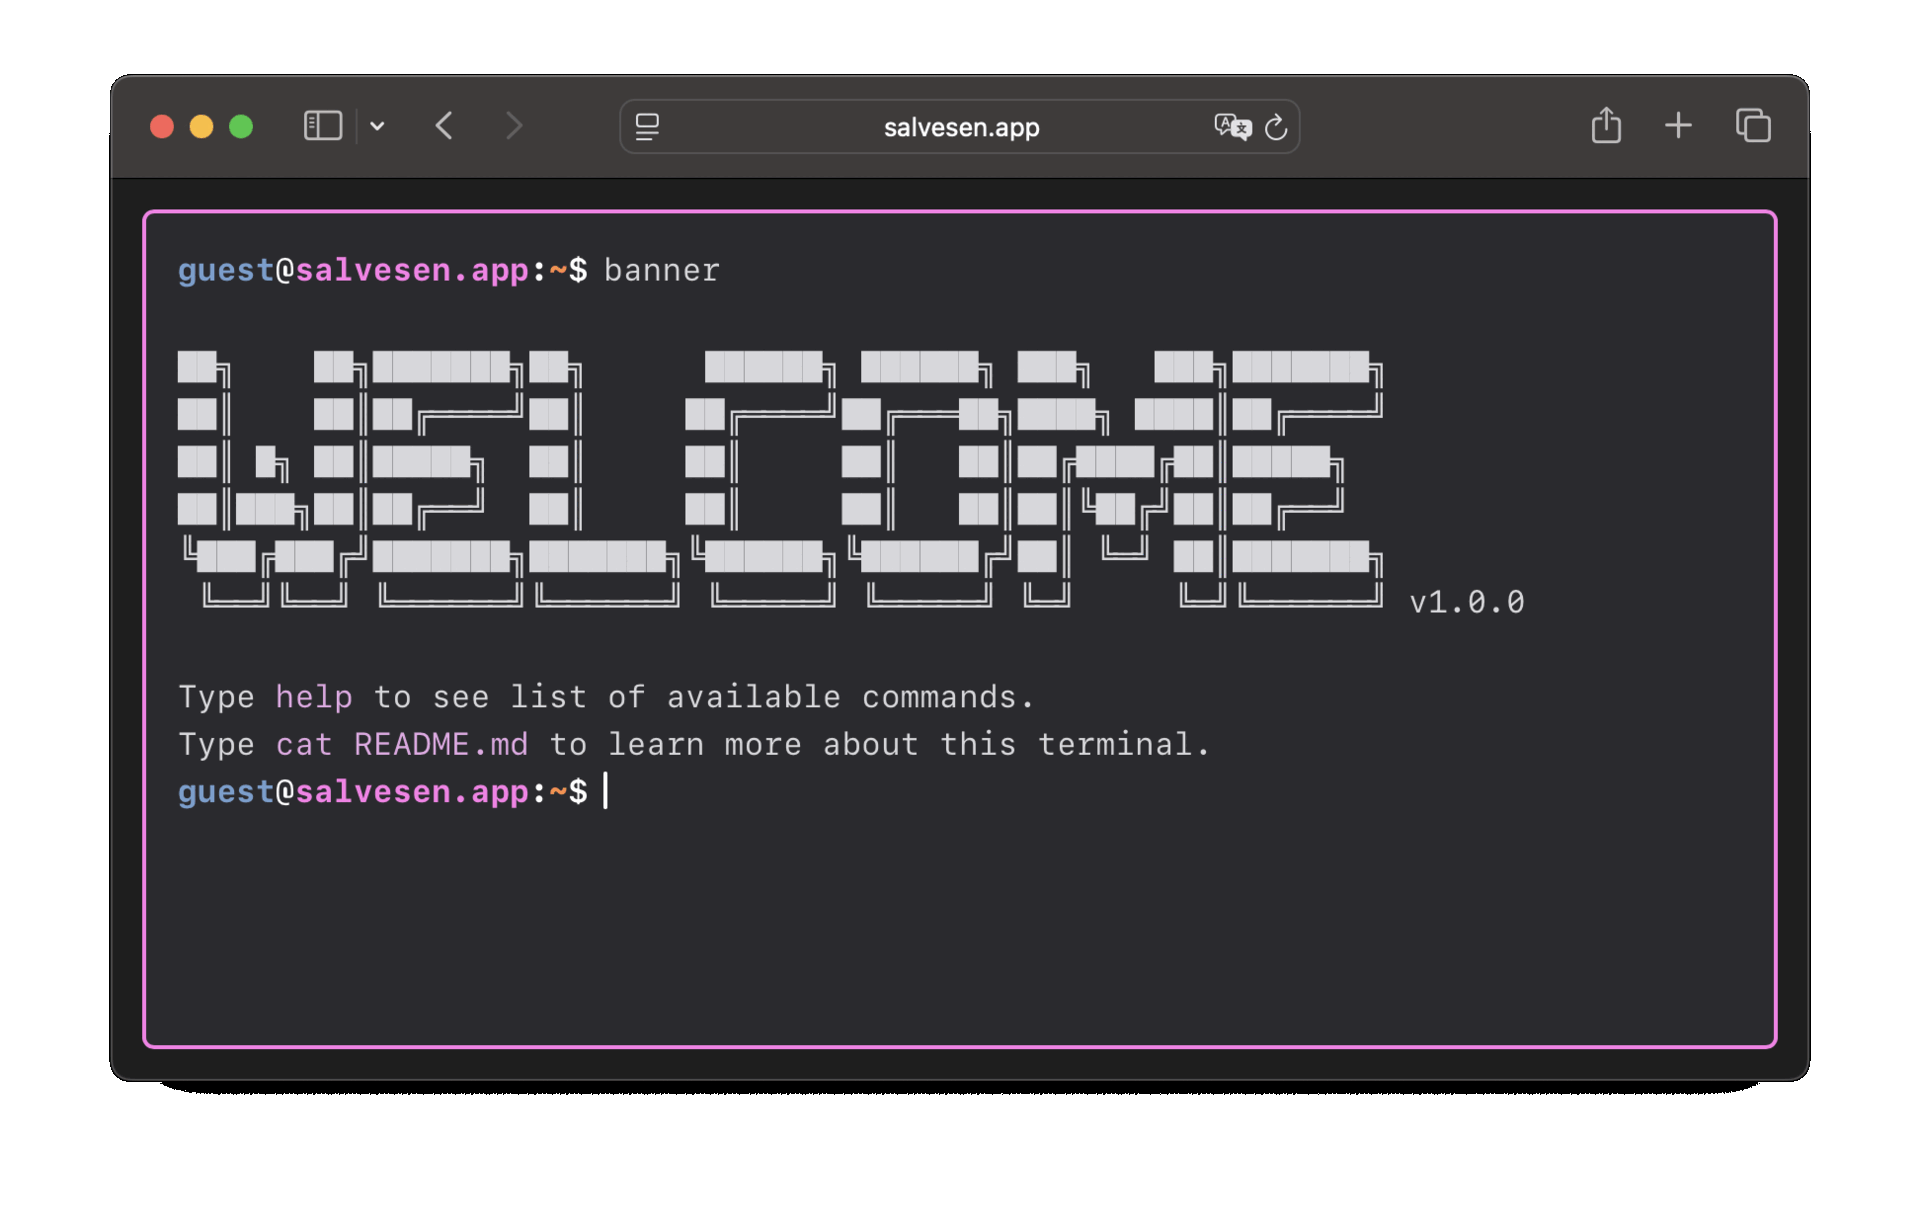 salvesen.app
guest@salvesen.app:~$ banner
WELCOME v1.0.0
Type help to see list of available commands.
Type cat README.md to learn more about this terminal.
guest@salvesen.app:~$